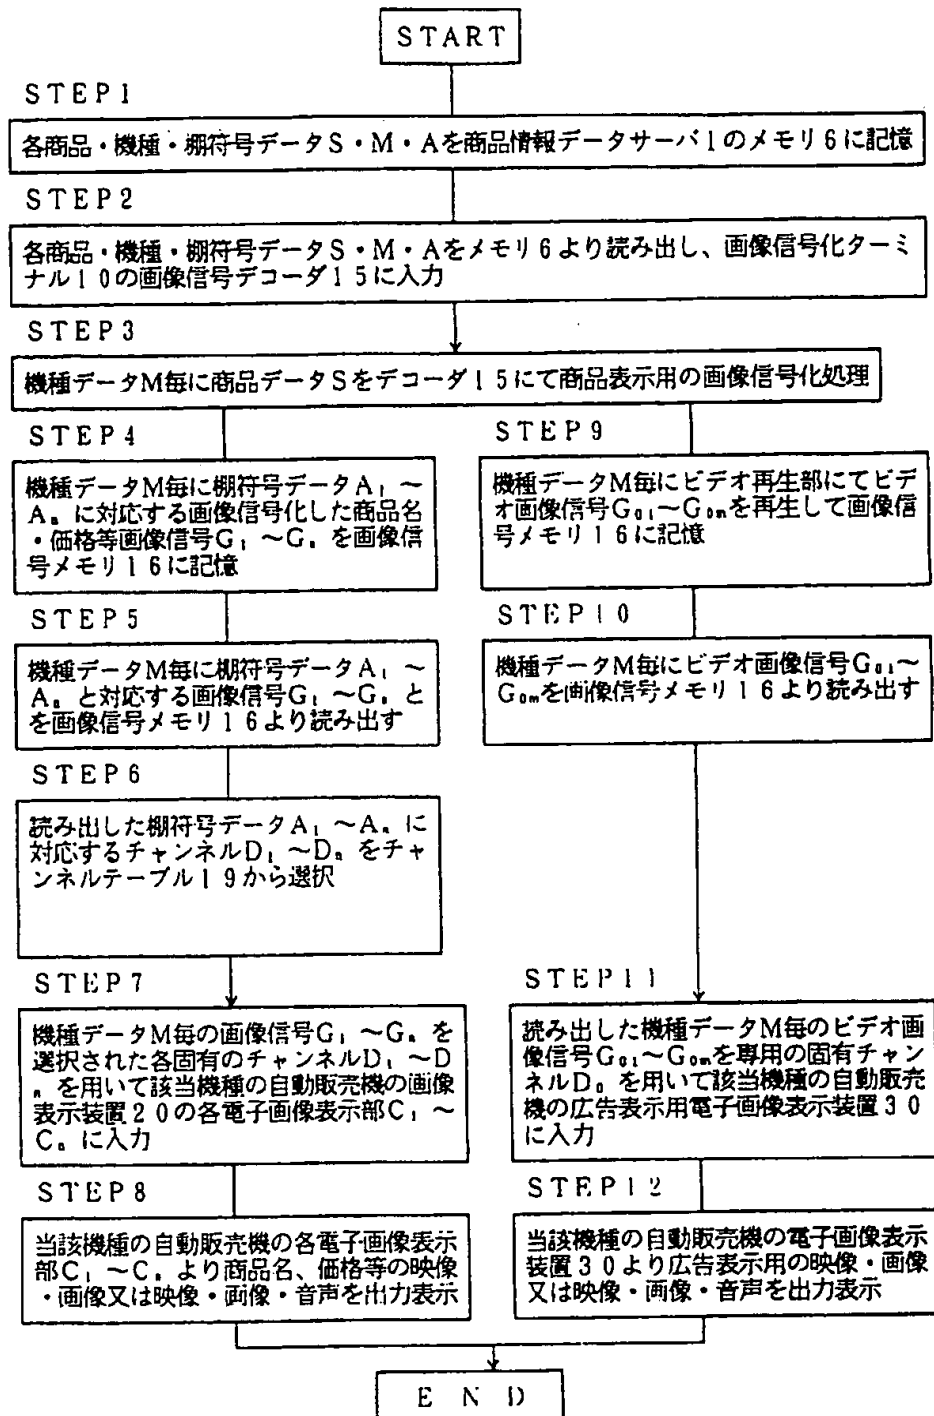 START
STEP1
各商品・機種・棚符号データS・M・Aを商品情報データサーバ1のメモリ6に記憶
STEP2
各商品・機種・棚符号データS・M・Aをメモリ6より読み出し、画像信号化ターミ
ナル10の画像信号デコーダ15に入力
STEP3
機種データM毎に商品データSをデコーダ15にて商品表示用の画像信号化処理
STEP4
機種データM毎に棚符号データA₁～
Aₙに対応する画像信号化した商品名
・価格等画像信号G₁～Gₙを画像信
号メモリ16に記憶
STEP5
機種データM毎に棚符号データA₁～
Aₙと対応する画像信号G₁～Gₙと
を画像信号メモリ16より読み出す
STEP6
読み出した棚符号データA₁～Aₙに
対応するチャンネルD₁～Dₙをチャ
ンネルテーブル19から選択
STEP7
機種データM毎の画像信号G₁～Gₙを
選択された各固有のチャンネルD₁～D
ₙを用いて該当機種の自動販売機の画像
表示装置20の各電子画像表示部C₁～
Cₙに入力
STEP8
当該機種の自動販売機の各電子画像表示
部C₁～Cₙより商品名、価格等の映像
・画像又は映像・画像・音声を出力表示
STEP9
機種データM毎にビデオ再生部にてビデ
オ画像信号G₀₁～G₀ₘを再生して画像信
号メモリ16に記憶
STEP10
機種データM毎にビデオ画像信号G₀₁～
G₀ₘを画像信号メモリ16より読み出す
STEP11
読み出した機種データM毎のビデオ画
像信号G₀₁～G₀ₘを専用の固有チャン
ネルD₀を用いて該当機種の自動販売
機の広告表示用電子画像表示装置30
に入力
STEP12
当該機種の自動販売機の電子画像表示
装置30より広告表示用の映像・画像
又は映像・画像・音声を出力表示
END